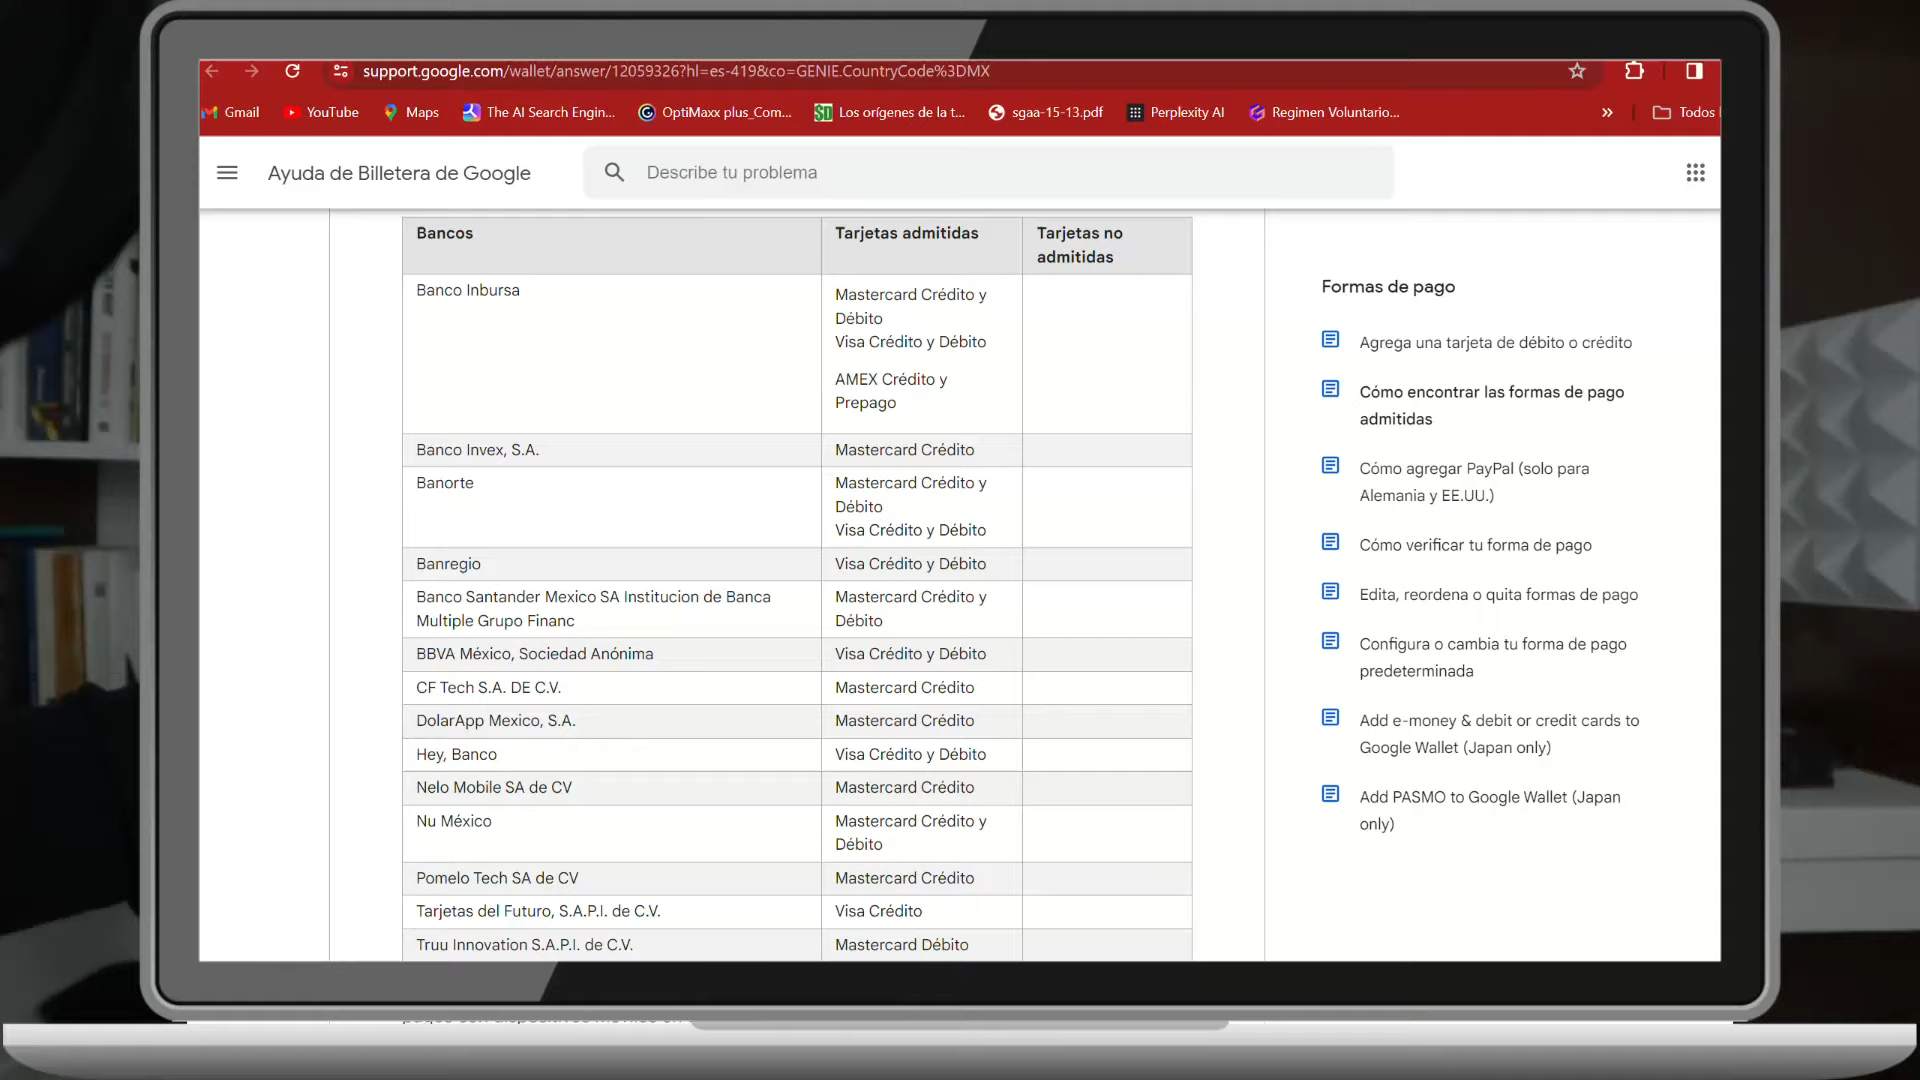 support.google.com/wallet/answer/12059326?hl=es-419&co=GENIE.CountryCode%3DMX
Gmail YouTube Maps The AI Search Engin... OptiMaxx plus_Com... Los orígenes de la t... sgaa-15-13.pdf Perplexity AI Regimen Voluntario... » Todos
Ayuda de Billetera de Google Describe tu problema
Bancos Tarjetas admitidas Tarjetas no
admitidas
Banco Inbursa Mastercard Crédito y
Débito
Visa Crédito y Débito
AMEX Crédito y
Prepago
Banco Invex, S.A. Mastercard Crédito
Banorte Mastercard Crédito y
Débito
Visa Crédito y Débito
Banregio Visa Crédito y Débito
Banco Santander Mexico SA Institucion de Banca Mastercard Crédito y
Multiple Grupo Financ Débito
BBVA México, Sociedad Anónima Visa Crédito y Débito
CF Tech S.A. DE C.V. Mastercard Crédito
DolarApp Mexico, S.A. Mastercard Crédito
Hey, Banco Visa Crédito y Débito
Nelo Mobile SA de CV Mastercard Crédito
Nu México Mastercard Crédito y
Débito
Pomelo Tech SA de CV Mastercard Crédito
Tarjetas del Futuro, S.A.P.I. de C.V. Visa Crédito
Truu Innovation S.A.P.I. de C.V. Mastercard Débito
Formas de pago
Agrega una tarjeta de débito o crédito
Cómo encontrar las formas de pago
admitidas
Cómo agregar PayPal (solo para
Alemania y EE.UU.)
Cómo verificar tu forma de pago
Edita, reordena o quita formas de pago
Configura o cambia tu forma de pago
predeterminada
Add e-money & debit or credit cards to
Google Wallet (Japan only)
Add PASMO to Google Wallet (Japan
only)